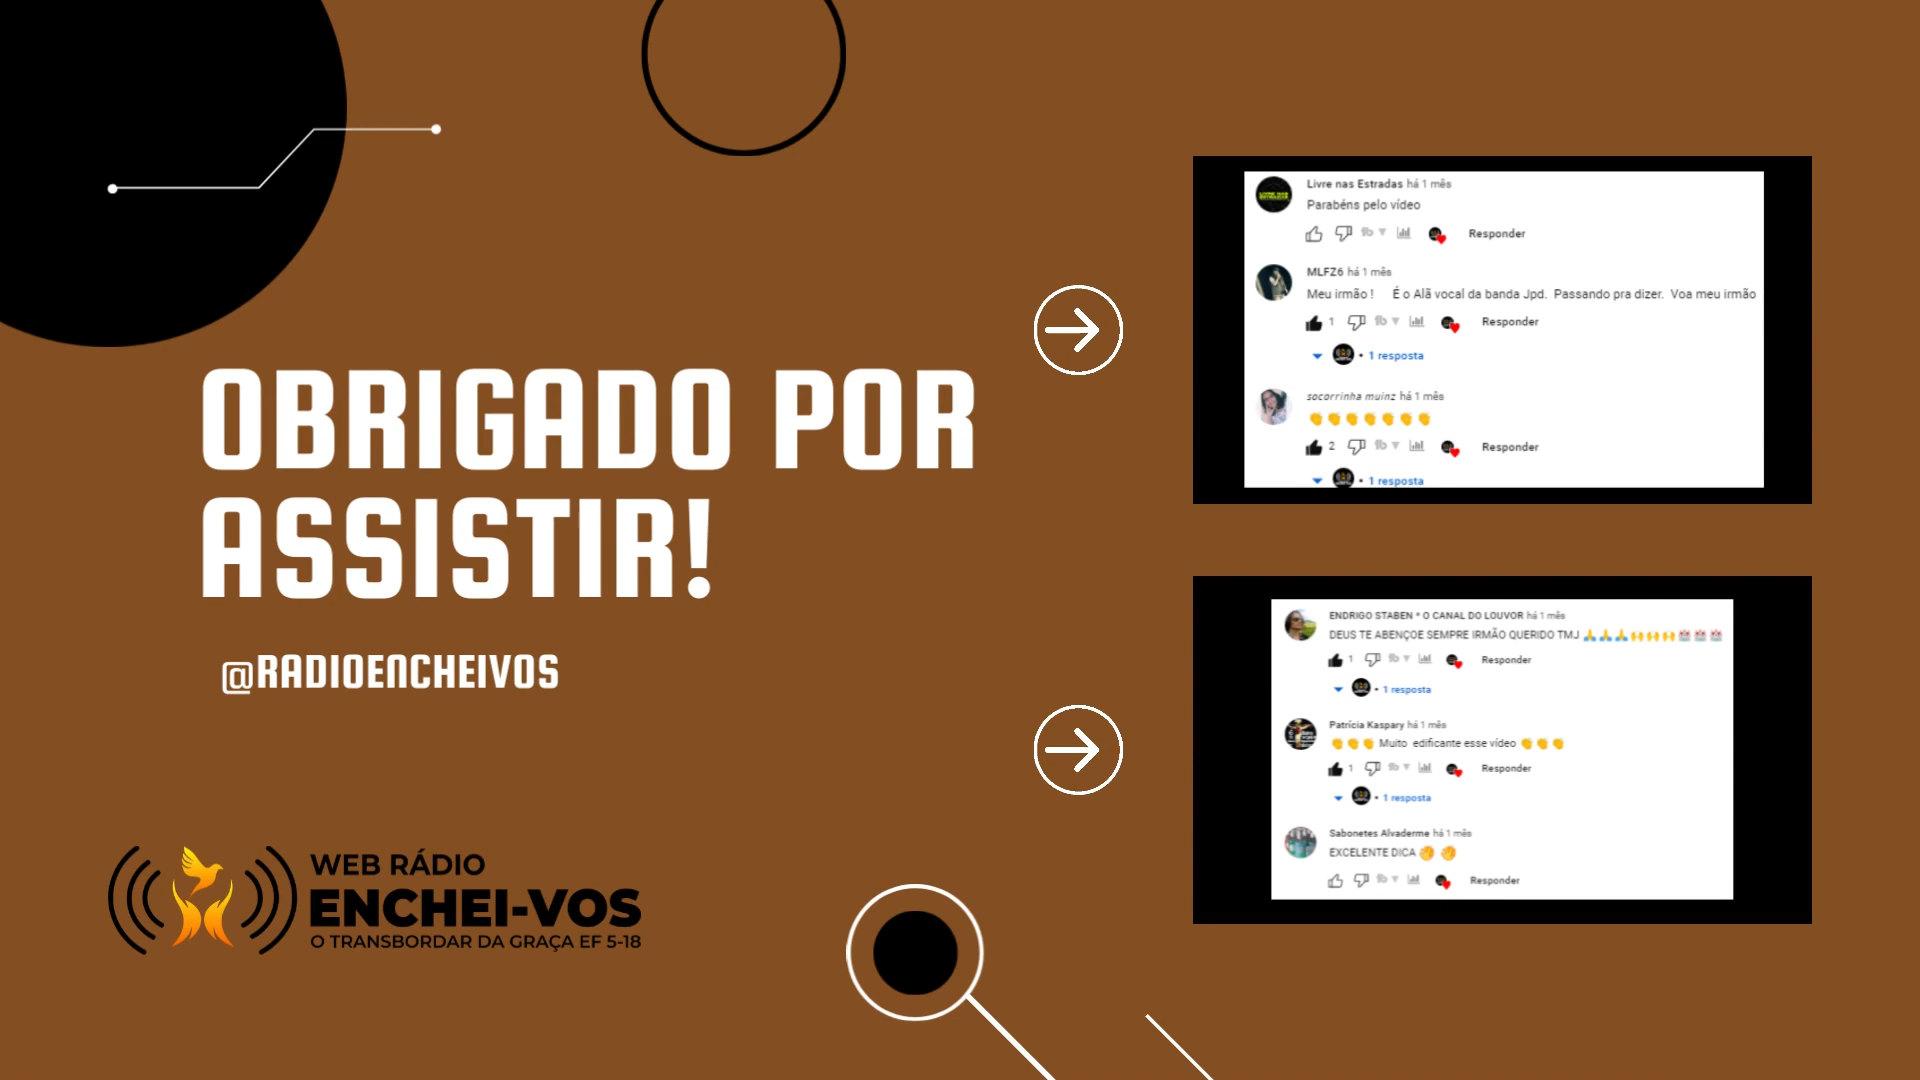 OBRIGADO POR
ASSISTIR!
@RADIOENCHEIVOS
WEB RÁDIO
ENCHEI-VOS
O TRANSBORDAR DA GRAÇA EF 5-18
Livre nas Estradas há 1 mês
Parabéns pelo vídeo
Responder
MLFZ6 há 1 mês
Meu irmão ! É o Alã vocal da banda Jpd. Passando pra dizer. Voa meu irmão
1 Responder
• 1 resposta
socorrinha muinz há 1 mês
👏👏👏👏👏👏👏
2 Responder
• 1 resposta
ENDRIGO STABEN * O CANAL DO LOUVOR há 1 mês
DEUS TE ABENÇOE SEMPRE IRMÃO QUERIDO TMJ
1 Responder
• 1 resposta
Patrícia Kaspary há 1 mês
👏👏👏 Muito edificante esse vídeo 👏👏👏
1 Responder
• 1 resposta
Sabonetes Alvaderme há 1 mês
EXCELENTE DICA 👏 👏
Responder